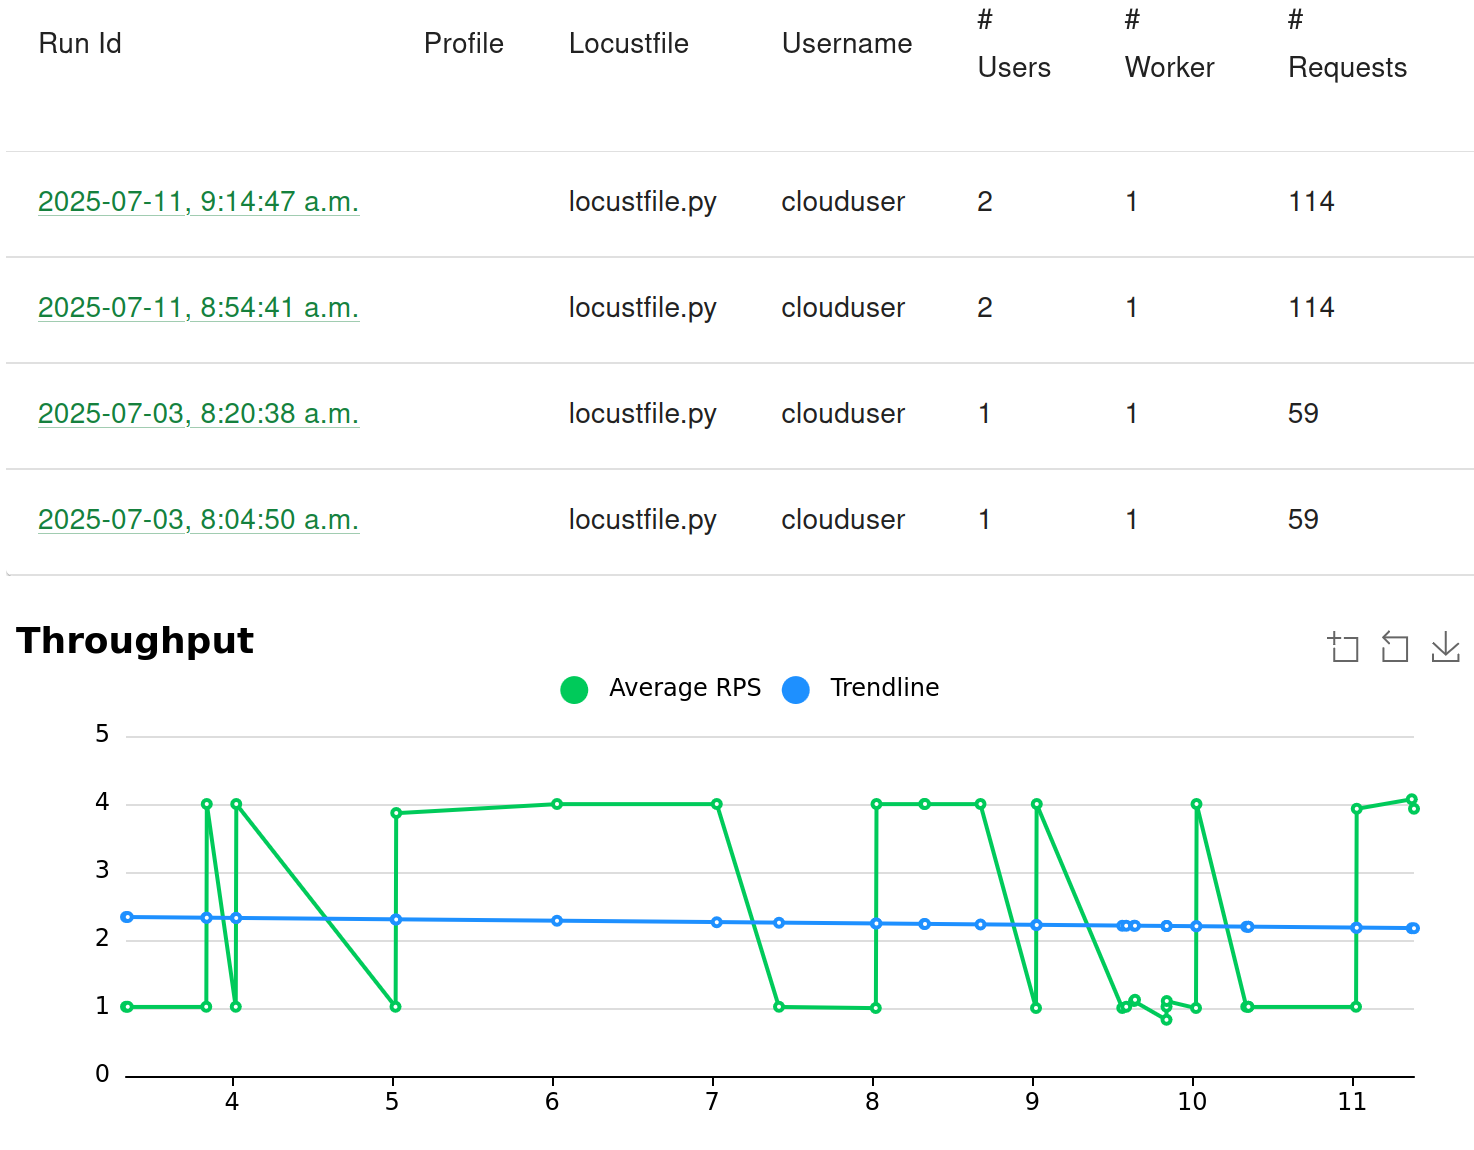 Run Id Profile Locustfile Username # Users # Worker # Requests
2025-07-11, 9:14:47 a.m. locustfile.py clouduser 2 1 114
2025-07-11, 8:54:41 a.m. locustfile.py clouduser 2 1 114
2025-07-03, 8:20:38 a.m. locustfile.py clouduser 1 1 59
2025-07-03, 8:04:50 a.m. locustfile.py clouduser 1 1 59
Throughput
Average RPS Trendline
5
4
3
2
1
0
4 5 6 7 8 9 10 11